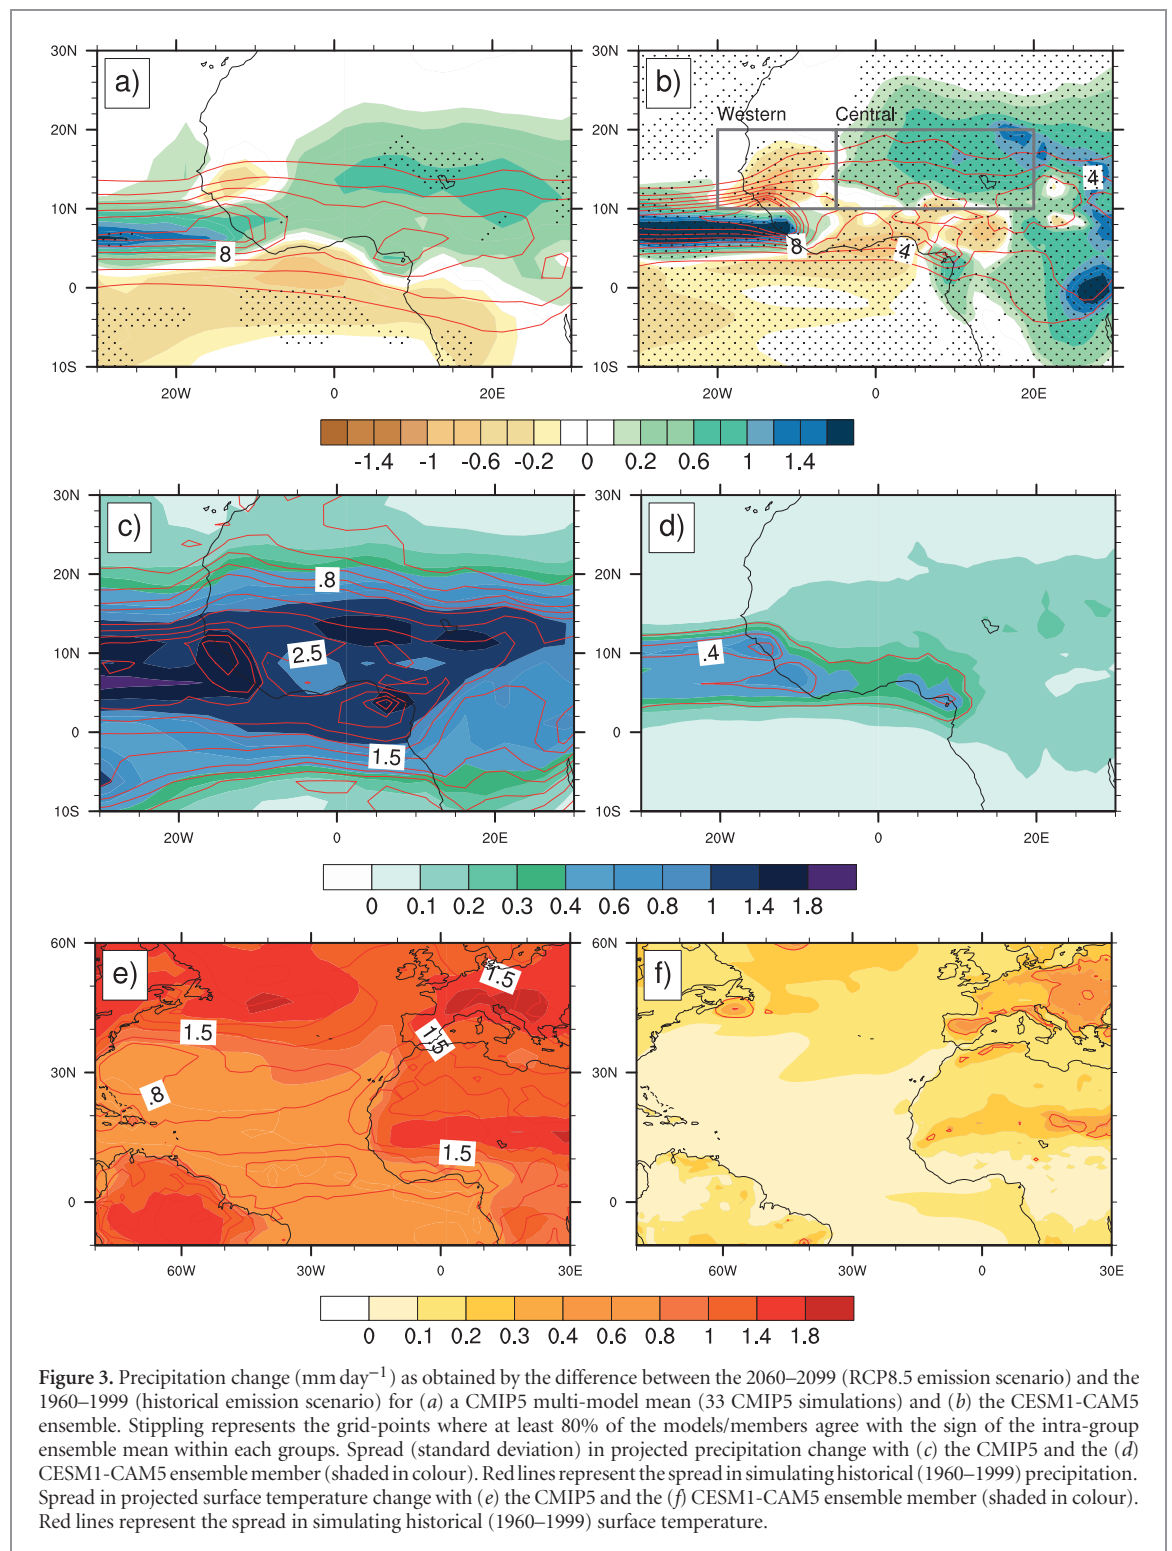 30N
20N
10N
0
10S
a)
8
20W
0
20E
30N
20N
10N
0
10S
b)
Western
Central
4
8
4
20W
0
20E
-1.4
-1
-0.6
-0.2
0
0.2
0.6
1
1.4
30N
20N
10N
0
10S
c)
.8
2.5
1.5
20W
0
20E
30N
20N
10N
0
10S
d)
.4
20W
0
20E
0
0.1
0.2
0.3
0.4
0.6
0.8
1
1.4
1.8
60N
30N
0
e)
1.5
1.5
1.5
.8
1.5
60W
30W
0
30E
60N
30N
0
f)
60W
30W
0
30E
0
0.1
0.2
0.3
0.4
0.6
0.8
1
1.4
1.8
Figure 3. Precipitation change (mm day⁻¹) as obtained by the difference between the 2060–2099 (RCP8.5 emission scenario) and the
1960–1999 (historical emission scenario) for (a) a CMIP5 multi-model mean (33 CMIP5 simulations) and (b) the CESM1-CAM5
ensemble. Stippling represents the grid-points where at least 80% of the models/members agree with the sign of the intra-group
ensemble mean within each groups. Spread (standard deviation) in projected precipitation change with (c) the CMIP5 and the (d)
CESM1-CAM5 ensemble member (shaded in colour). Red lines represent the spread in simulating historical (1960–1999) precipitation.
Spread in projected surface temperature change with (e) the CMIP5 and the (f) CESM1-CAM5 ensemble member (shaded in colour).
Red lines represent the spread in simulating historical (1960–1999) surface temperature.